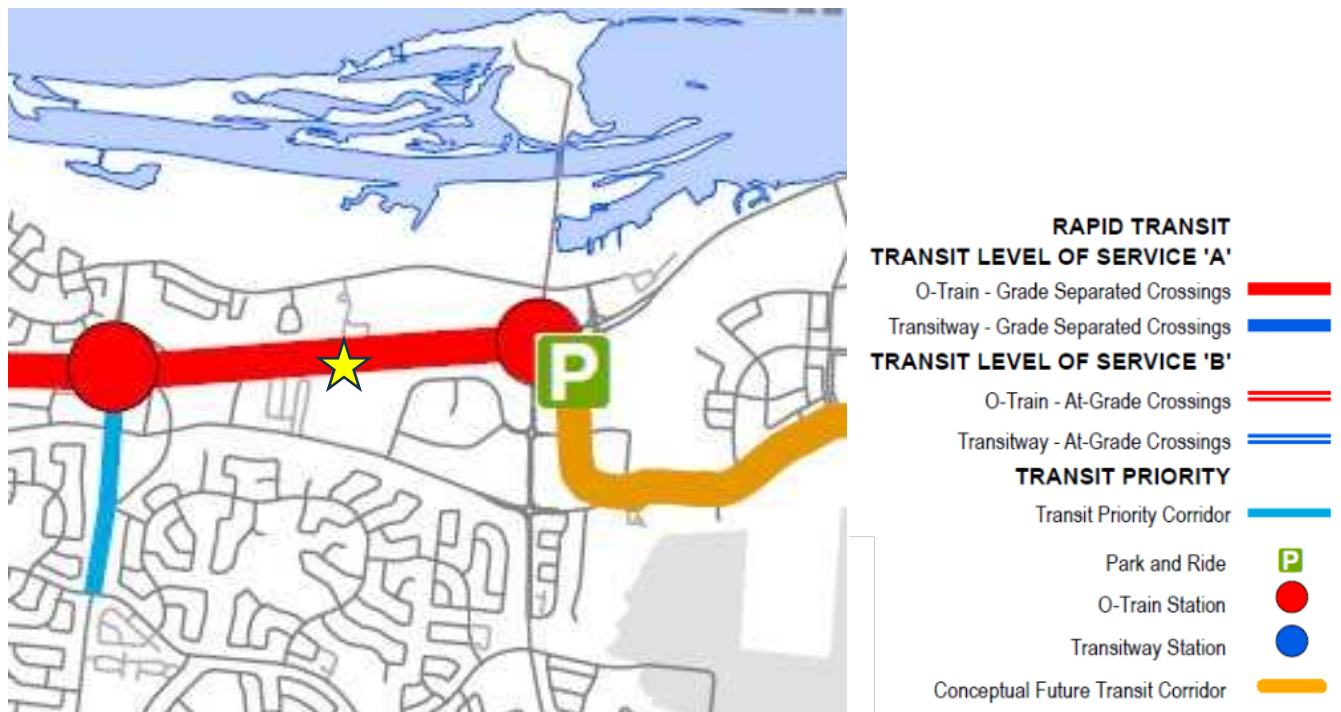 P
RAPID TRANSIT
TRANSIT LEVEL OF SERVICE 'A'
O-Train - Grade Separated Crossings
Transitway - Grade Separated Crossings
TRANSIT LEVEL OF SERVICE 'B'
O-Train - At-Grade Crossings
Transitway - At-Grade Crossings
TRANSIT PRIORITY
Transit Priority Corridor
Park and Ride P
O-Train Station
Transitway Station
Conceptual Future Transit Corridor